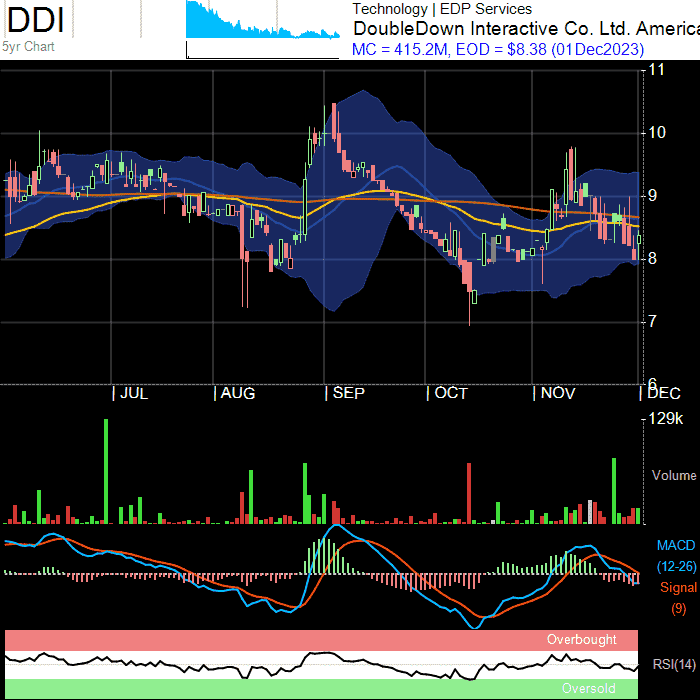 DDI
5yr Chart
Technology | EDP Services
DoubleDown Interactive Co. Ltd. America
MC = 415.2M, EOD = $8.38 (01Dec2023)
11
10
9
8
7
6
| JUL
| AUG
| SEP
| OCT
| NOV
| DEC
129k
Volume
MACD
(12-26)
Signal
(9)
Overbought
RSI(14)
Oversold